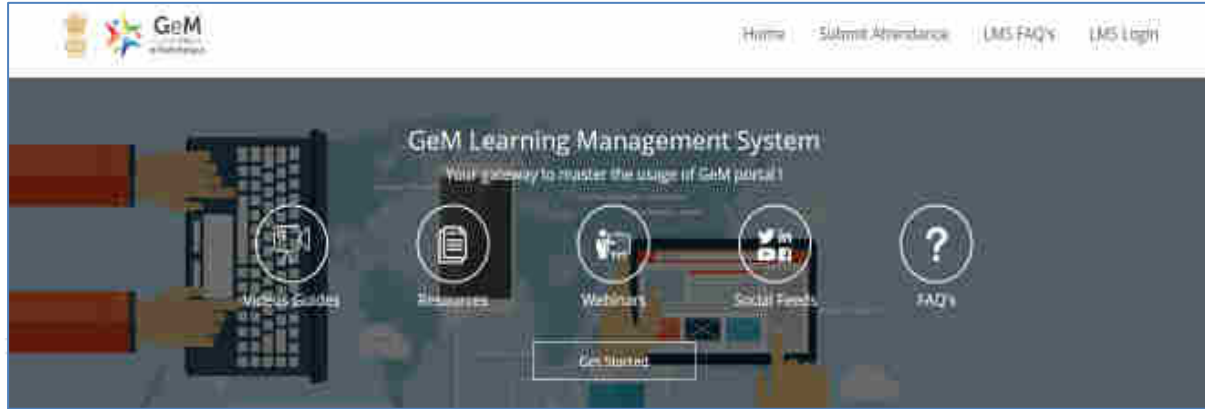 GeM
Home Submit Attendance LMS FAQ's LMS Login
GeM Learning Management System
Your gateway to master the usage of GeM portal !
Videos Guides Resources Webinars Social Feeds FAQ's
Get Started